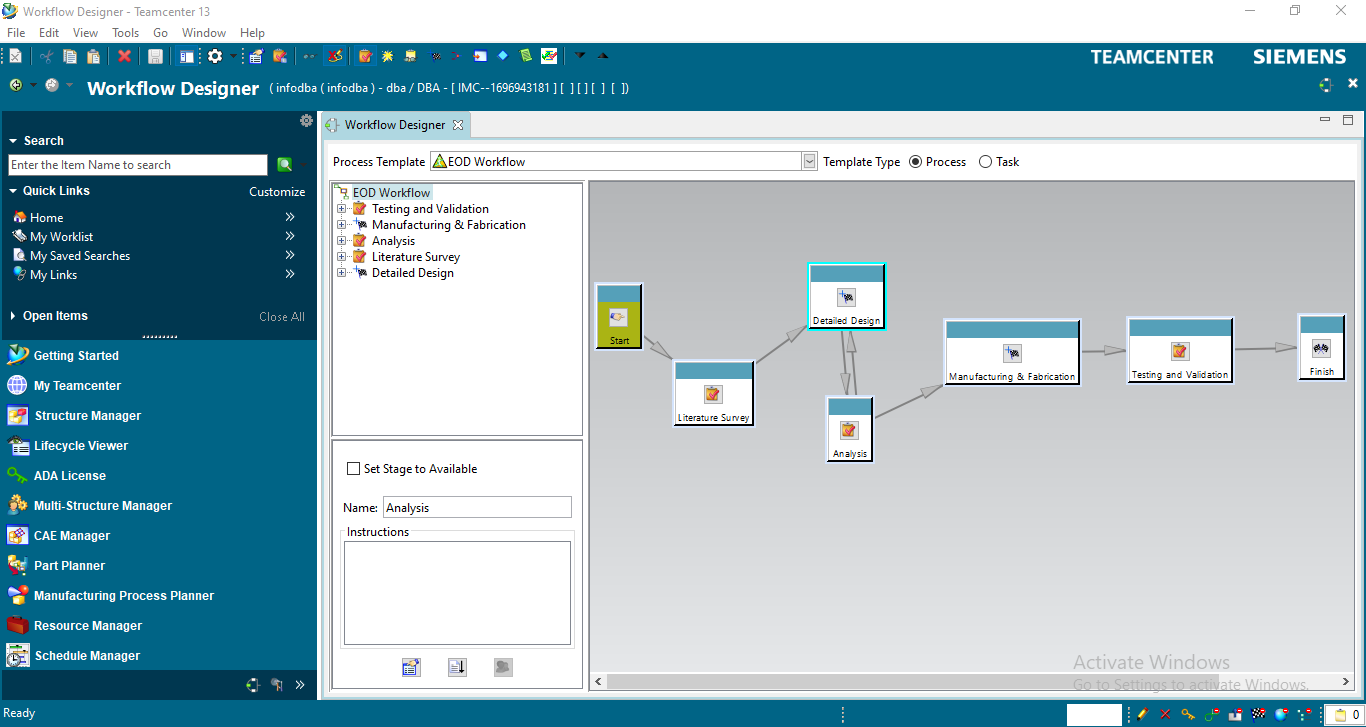 Workflow Designer - Teamcenter 13
File Edit View Tools Go Window Help
TEAMCENTER SIEMENS
Workflow Designer ( infodba ( infodba ) - dba / DBA - [ IMC--1696943181 ] [ ] [ ] [ ] [ ])
Search
Enter the Item Name to search
Quick Links Customize
Home
My Worklist
My Saved Searches
My Links
Open Items Close All
Getting Started
My Teamcenter
Structure Manager
Lifecycle Viewer
ADA License
Multi-Structure Manager
CAE Manager
Part Planner
Manufacturing Process Planner
Resource Manager
Schedule Manager
Workflow Designer
Process Template EOD Workflow Template Type Process Task
EOD Workflow
Testing and Validation
Manufacturing & Fabrication
Analysis
Literature Survey
Detailed Design
Set Stage to Available
Name: Analysis
Instructions
Start
Literature Survey
Detailed Design
Analysis
Manufacturing & Fabrication
Testing and Validation
Finish
Activate Windows
Go to Settings to activate Windows.
Ready
0